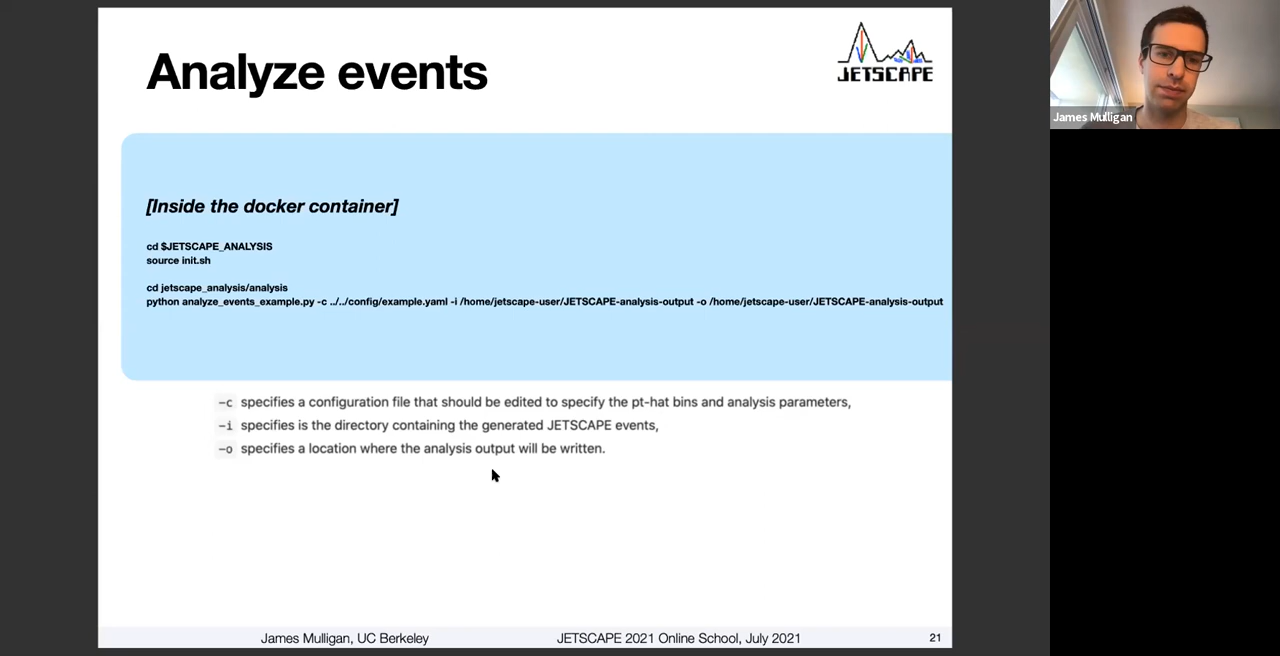 Analyze events
JETSCAPE
James Mulligan
[Inside the docker container]
cd $JETSCAPE_ANALYSIS
source init.sh
cd jetscape_analysis/analysis
python analyze_events_example.py -c ../../config/example.yaml -i /home/jetscape-user/JETSCAPE-analysis-output -o /home/jetscape-user/JETSCAPE-analysis-output
-c specifies a configuration file that should be edited to specify the pt-hat bins and analysis parameters,
-i specifies is the directory containing the generated JETSCAPE events,
-o specifies a location where the analysis output will be written.
James Mulligan, UC Berkeley
JETSCAPE 2021 Online School, July 2021
21